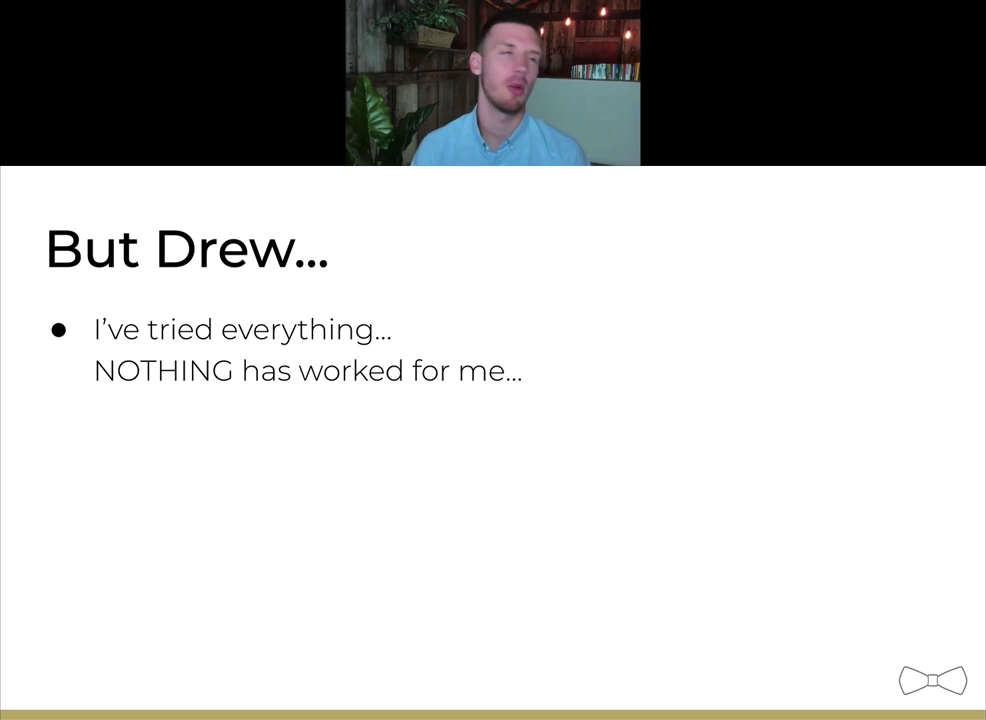 But Drew...
● I’ve tried everything...
NOTHING has worked for me...